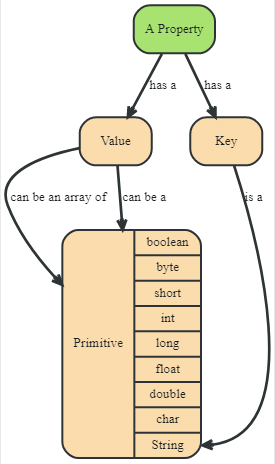 A Property
has a
has a
Value
Key
can be an array of
can be a
is a
Primitive
boolean
byte
short
int
long
float
double
char
String